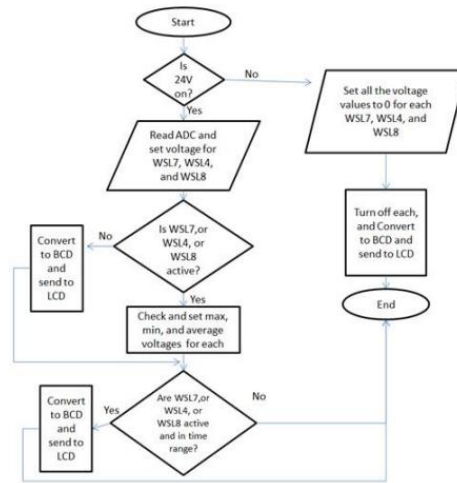 Start
Is
24V
on?
No
Yes
Set all the voltage
values to 0 for each
WSL7, WSL4, and
WSL8
Read ADC and
set voltage for
WSL7, WSL4,
and WSL8
Turn off each,
and Convert
to BCD and
send to LCD
Convert
to BCD
and
send to
LCD
No
Is WSL7,or
WSL4, or
WSL8
active?
Yes
End
Check and set max,
min, and average
voltages for each
Convert
to BCD
and
send to
LCD
Yes
Are WSL7,or
WSL4, or
WSL8 active
and in time
range?
No